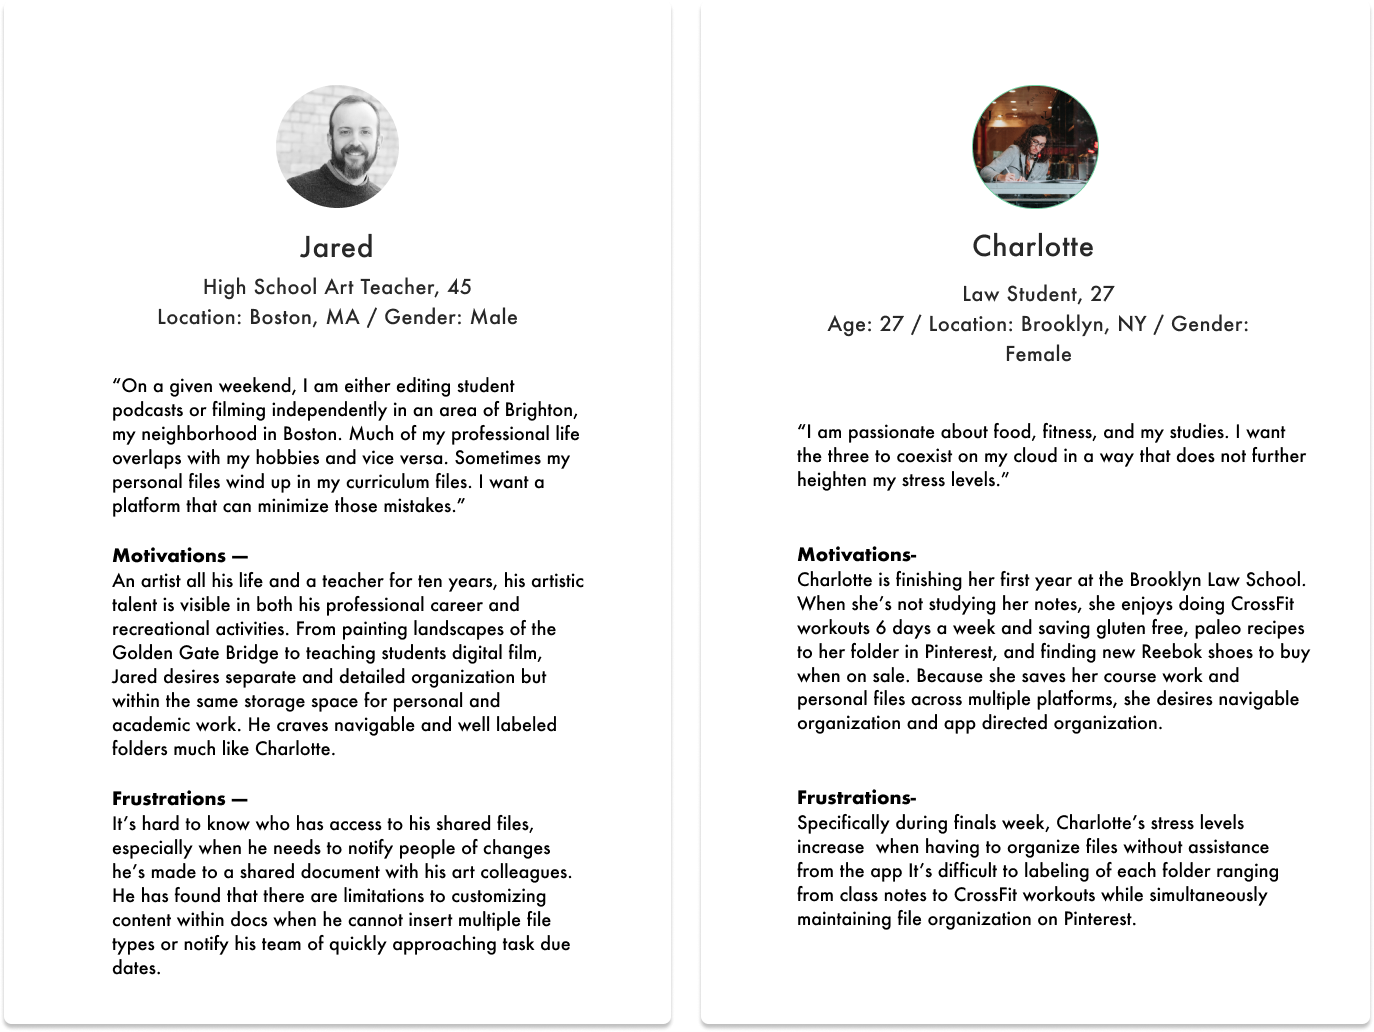 Jared
High School Art Teacher, 45
Location: Boston, MA / Gender: Male
“On a given weekend, I am either editing student
podcasts or filming independently in an area of Brighton,
my neighborhood in Boston. Much of my professional life
overlaps with my hobbies and vice versa. Sometimes my
personal files wind up in my curriculum files. I want a
platform that can minimize those mistakes.”
Motivations —
An artist all his life and a teacher for ten years, his artistic
talent is visible in both his professional career and
recreational activities. From painting landscapes of the
Golden Gate Bridge to teaching students digital film,
Jared desires separate and detailed organization but
within the same storage space for personal and
academic work. He craves navigable and well labeled
folders much like Charlotte.
Frustrations —
It’s hard to know who has access to his shared files,
especially when he needs to notify people of changes
he’s made to a shared document with his art colleagues.
He has found that there are limitations to customizing
content within docs when he cannot insert multiple file
types or notify his team of quickly approaching task due
dates.
Charlotte
Law Student, 27
Age: 27 / Location: Brooklyn, NY / Gender:
Female
“I am passionate about food, fitness, and my studies. I want
the three to coexist on my cloud in a way that does not further
heighten my stress levels.”
Motivations-
Charlotte is finishing her first year at the Brooklyn Law School.
When she’s not studying her notes, she enjoys doing CrossFit
workouts 6 days a week and saving gluten free, paleo recipes
to her folder in Pinterest, and finding new Reebok shoes to buy
when on sale. Because she saves her course work and
personal files across multiple platforms, she desires navigable
organization and app directed organization.
Frustrations-
Specifically during finals week, Charlotte’s stress levels
increase  when having to organize files without assistance
from the app It’s difficult to labeling of each folder ranging
from class notes to CrossFit workouts while simultaneously
maintaining file organization on Pinterest.